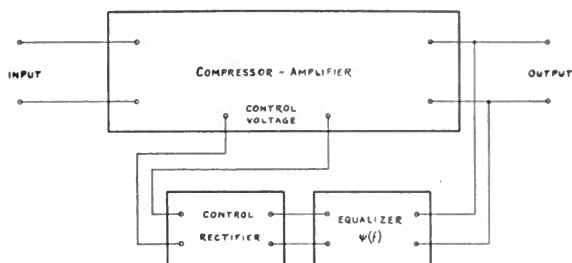 INPUT
COMPRESSOR - AMPLIFIER
OUTPUT
CONTROL
VOLTAGE
CONTROL
RECTIFIER
EQUALIZER
ψ(f)